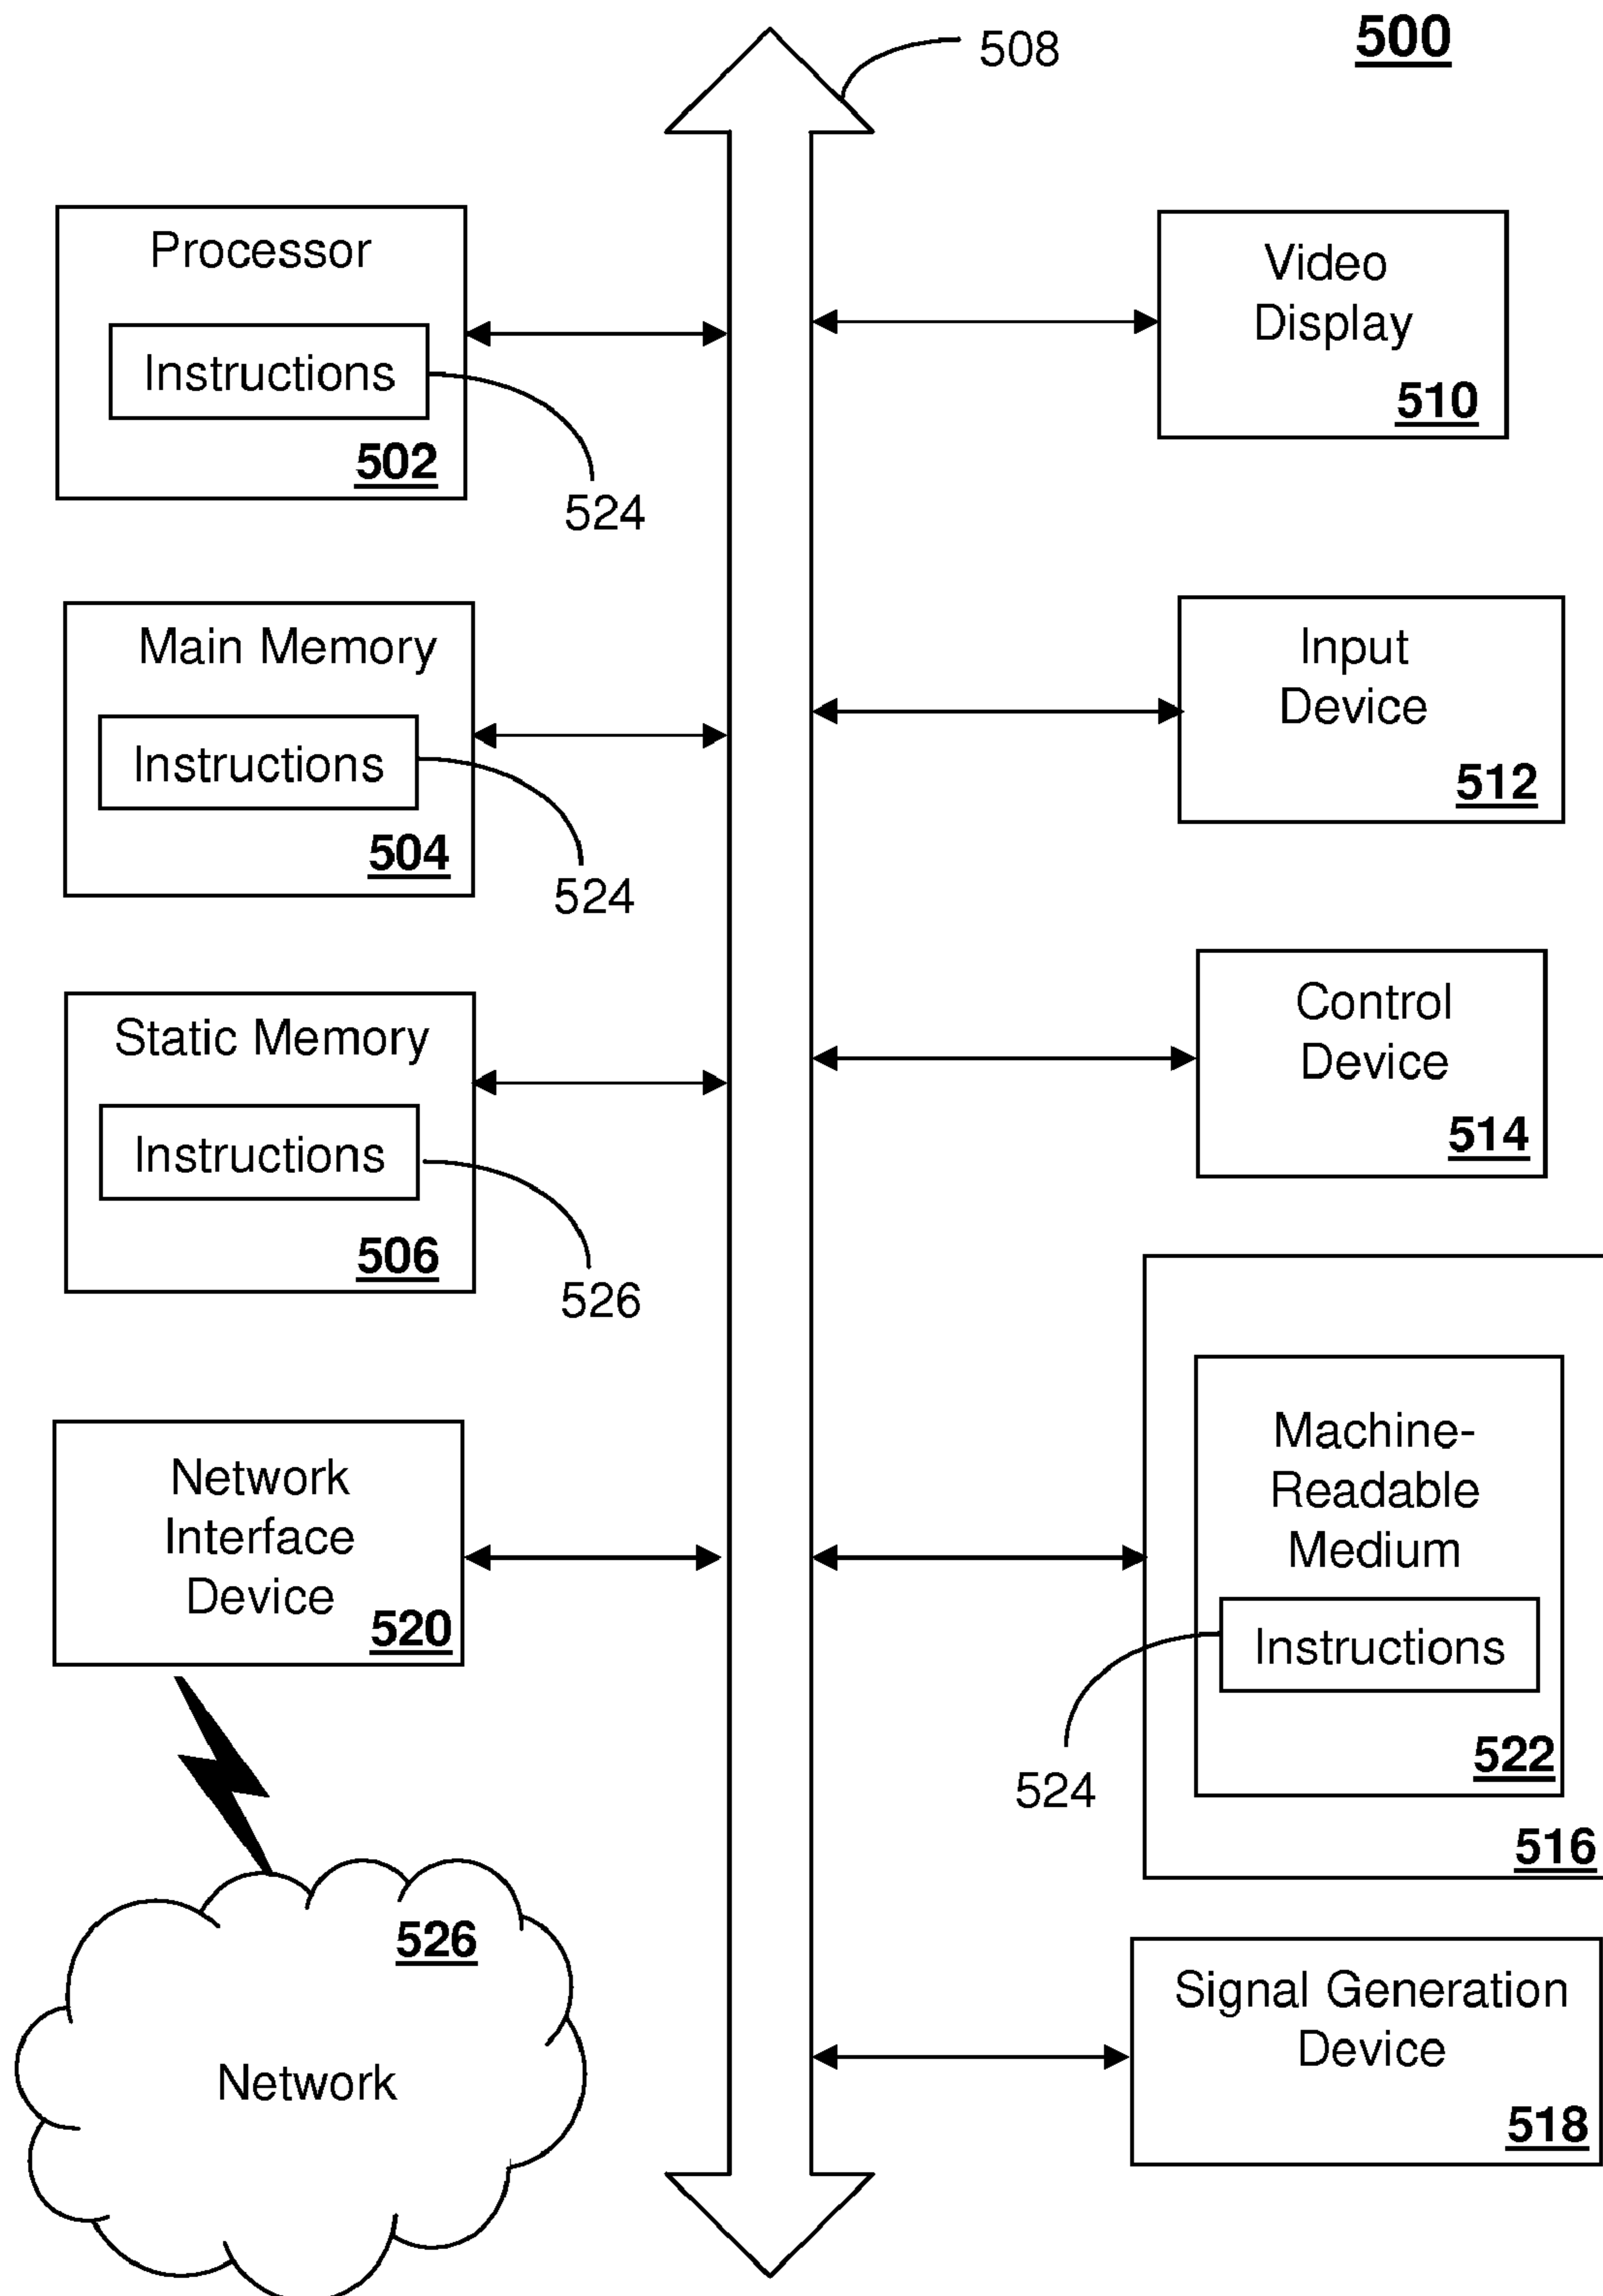 500
508
Processor
Instructions
502
524
Main Memory
Instructions
504
524
Static Memory
Instructions
506
526
Network
Interface
Device
520
526
Network
Video
Display
510
Input
Device
512
Control
Device
514
Machine-
Readable
Medium
Instructions
522
524
516
Signal Generation
Device
518